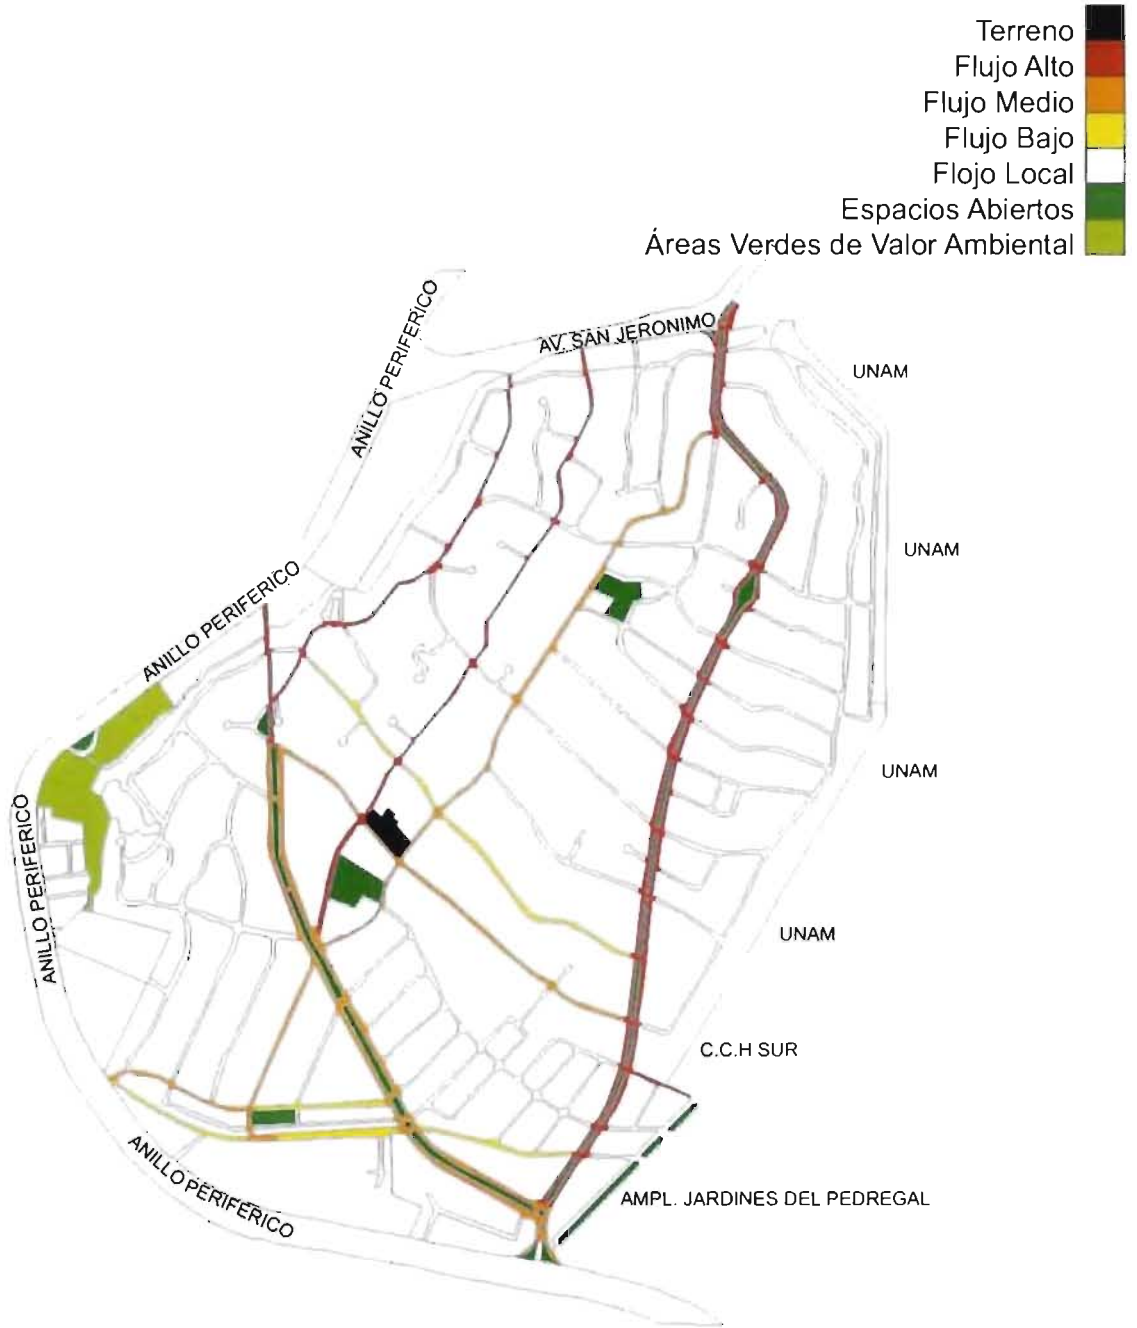 Terreno
Flujo Alto
Flujo Medio
Flujo Bajo
Flojo Local
Espacios Abiertos
Áreas Verdes de Valor Ambiental
ANILLO PERIFERICO
AV. SAN JERONIMO
UNAM
UNAM
ANILLO PERIFERICO
UNAM
ANILLO PERIFERICO
UNAM
C.C.H SUR
ANILLO PERIFERICO
AMPL. JARDINES DEL PEDREGAL